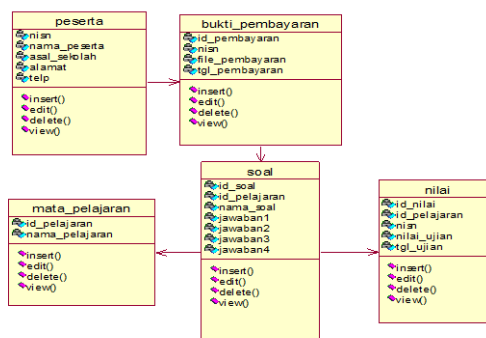 peserta
nisn
nama_peserta
asal_sekolah
alamat
telp
insert()
edit()
delete()
view()
bukti_pembayaran
id_pembayaran
nisn
file_pembayaran
tgl_pembayaran
insert()
edit()
delete()
view()
soal
id_soal
id_pelajaran
nama_soal
jawaban1
jawaban2
jawaban3
jawaban4
insert()
edit()
delete()
view()
mata_pelajaran
id_pelajaran
nama_pelajaran
insert()
edit()
delete()
view()
nilai
id_nilai
id_pelajaran
nisn
nilai_ujian
tgl_ujian
insert()
edit()
delete()
view()